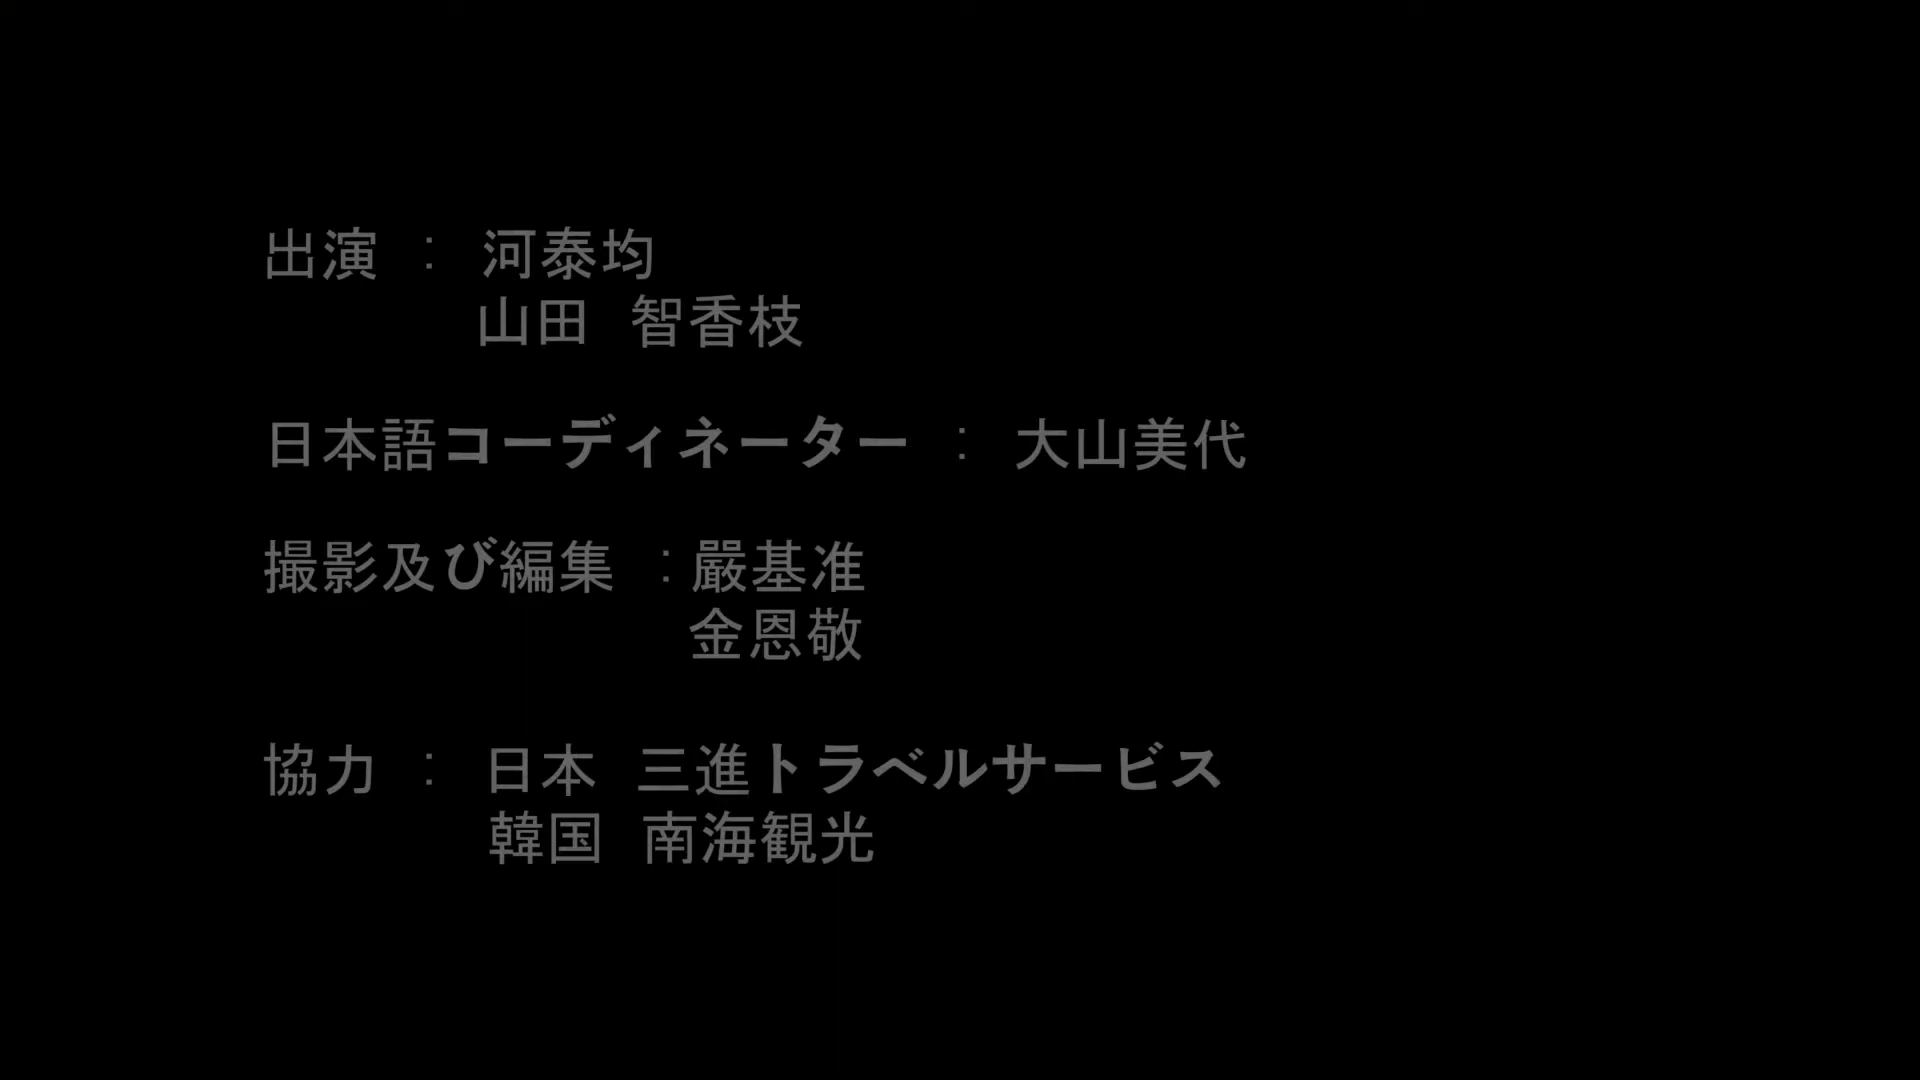 出演 : 河泰均
山田 智香枝
日本語コーディネーター : 大山美代
撮影及び編集 : 嚴基准
金恩敬
協力 : 日本 三進トラベルサービス
韓国 南海観光